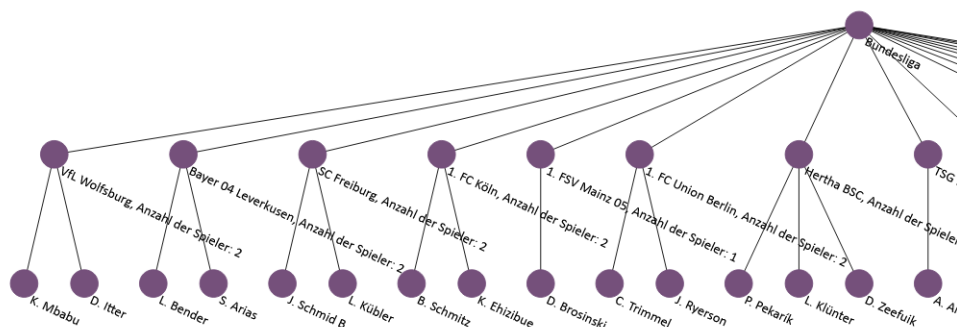 Bundesliga
VfL Wolfsburg, Anzahl der Spieler: 2
Bayer 04 Leverkusen, Anzahl der Spieler: 2
SC Freiburg, Anzahl der Spieler: 2
1. FC Köln, Anzahl der Spieler: 2
1. FSV Mainz 05, Anzahl der Spieler: 1
1. FC Union Berlin, Anzahl der Spieler: 2
Hertha BSC, Anzahl der Spieler
TSG
K. Mbabu
D. Itter
L. Bender
S. Arias
J. Schmid B
L. Kübler
B. Schmitz
K. Ehizibue
D. Brosinski
C. Trimmel
J. Ryerson
P. Pekarík
L. Klünter
D. Zeefuik
A.